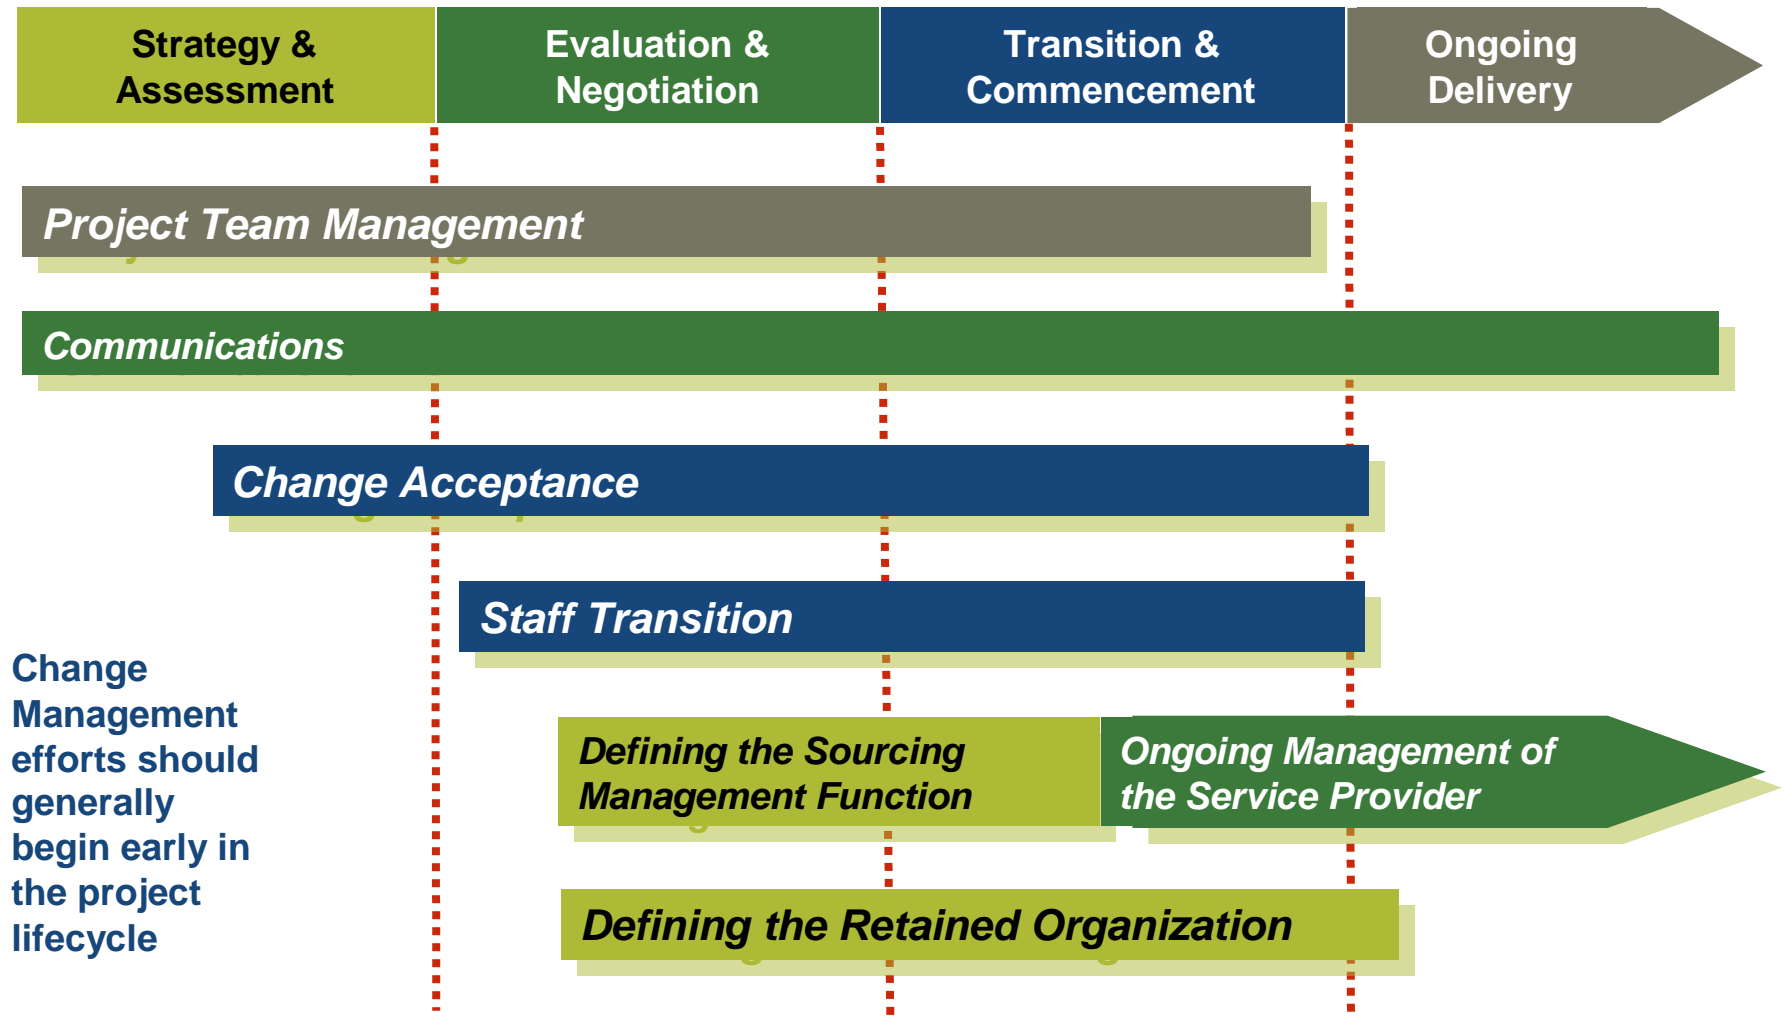 Strategy &
Assessment
Evaluation &
Negotiation
Transition &
Commencement
Ongoing
Delivery
Project Team Management
Communications
Change Acceptance
Staff Transition
Change
Management
efforts should
generally
begin early in
the project
lifecycle
Defining the Sourcing
Management Function
Ongoing Management of
the Service Provider
Defining the Retained Organization